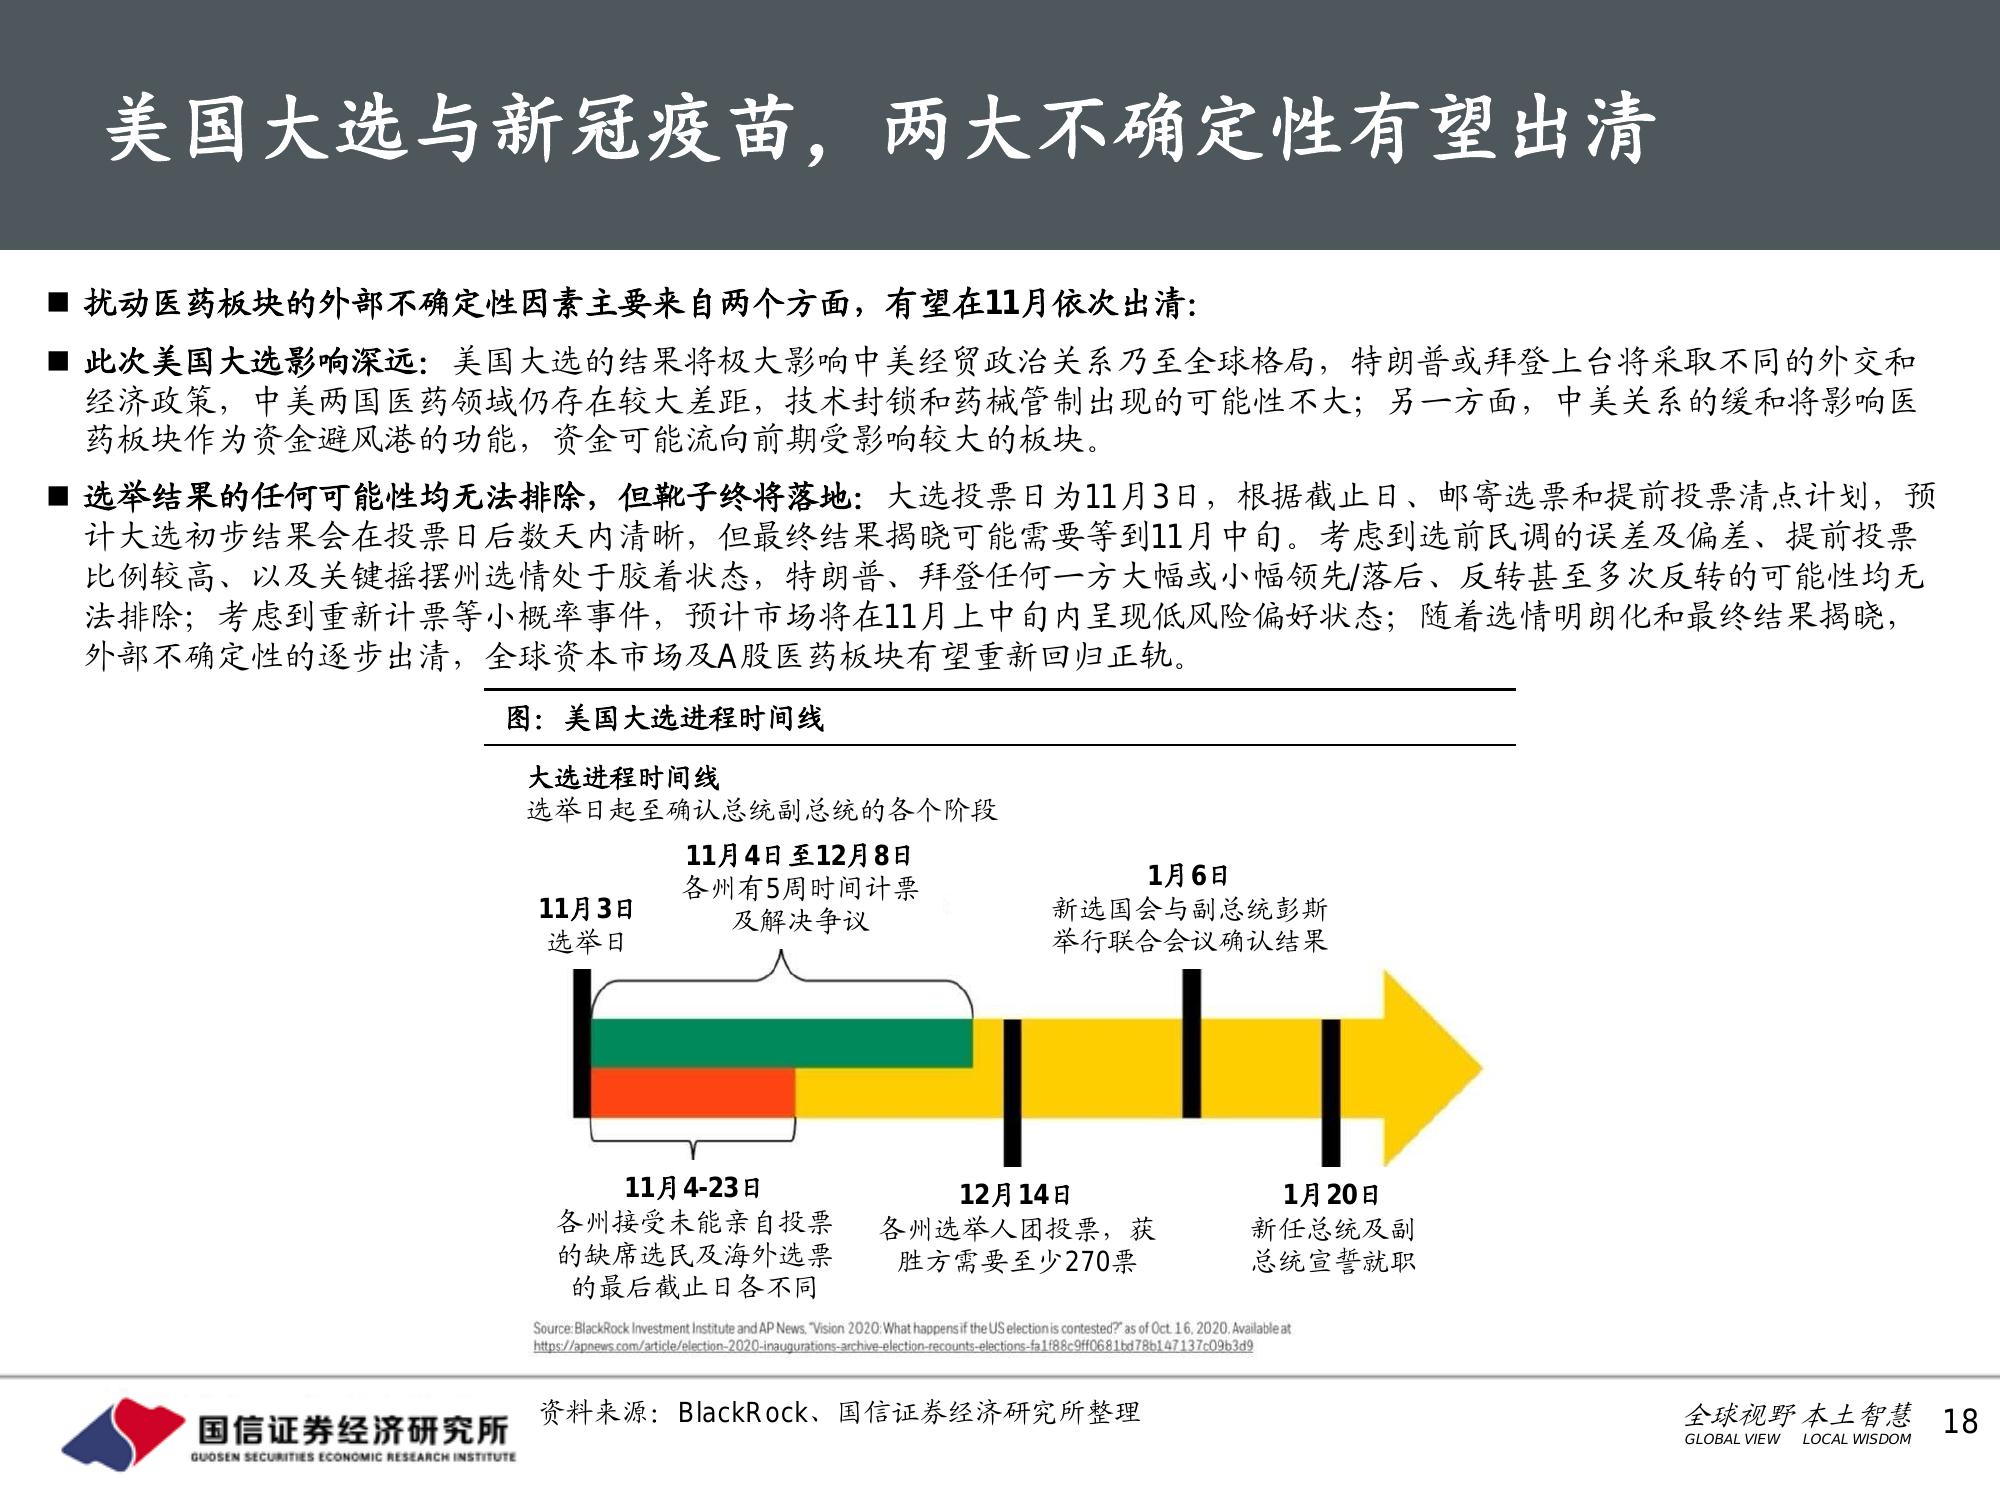 美国大选与新冠疫苗，两大不确定性有望出清
■ 扰动医药板块的外部不确定性因素主要来自两个方面，有望在11月依次出清：
■ 此次美国大选影响深远：美国大选的结果将极大影响中美经贸政治关系乃至全球格局，特朗普或拜登上台将采取不同的外交和
经济政策，中美两国医药领域仍存在较大差距，技术封锁和药械管制出现的可能性不大；另一方面，中美关系的缓和将影响医
药板块作为资金避风港的功能，资金可能流向前期受影响较大的板块。
■ 选举结果的任何可能性均无法排除，但靴子终将落地：大选投票日为11月3日，根据截止日、邮寄选票和提前投票清点计划，预
计大选初步结果会在投票日后数天内清晰，但最终结果揭晓可能需要等到11月中旬。考虑到选前民调的误差及偏差、提前投票
比例较高、以及关键摇摆州选情处于胶着状态，特朗普、拜登任何一方大幅或小幅领先/落后、反转甚至多次反转的可能性均无
法排除；考虑到重新计票等小概率事件，预计市场将在11月上中旬内呈现低风险偏好状态；随着选情明朗化和最终结果揭晓，
外部不确定性的逐步出清，全球资本市场及A股医药板块有望重新回归正轨。
图：美国大选进程时间线
大选进程时间线
选举日起至确认总统副总统的各个阶段
11月3日
选举日
11月4日至12月8日
各州有5周时间计票
及解决争议
1月6日
新选国会与副总统彭斯
举行联合会议确认结果
11月4-23日
各州接受未能亲自投票
的缺席选民及海外选票
的最后截止日各不同
12月14日
各州选举人团投票，获
胜方需要至少270票
1月20日
新任总统及副
总统宣誓就职
Source: BlackRock Investment Institute and AP News, "Vision 2020: What happens if the US election is contested?" as of Oct. 16, 2020. Available at
https://apnews.com/article/election-2020-inaugurations-archive-election-recounts-elections-fa1f88c9ff0681bd78b147137c09b3d9
国信证券经济研究所
GUOSEN SECURITIES ECONOMIC RESEARCH INSTITUTE
资料来源：BlackRock、国信证券经济研究所整理
全球视野 本土智慧
GLOBAL VIEW LOCAL WISDOM
18